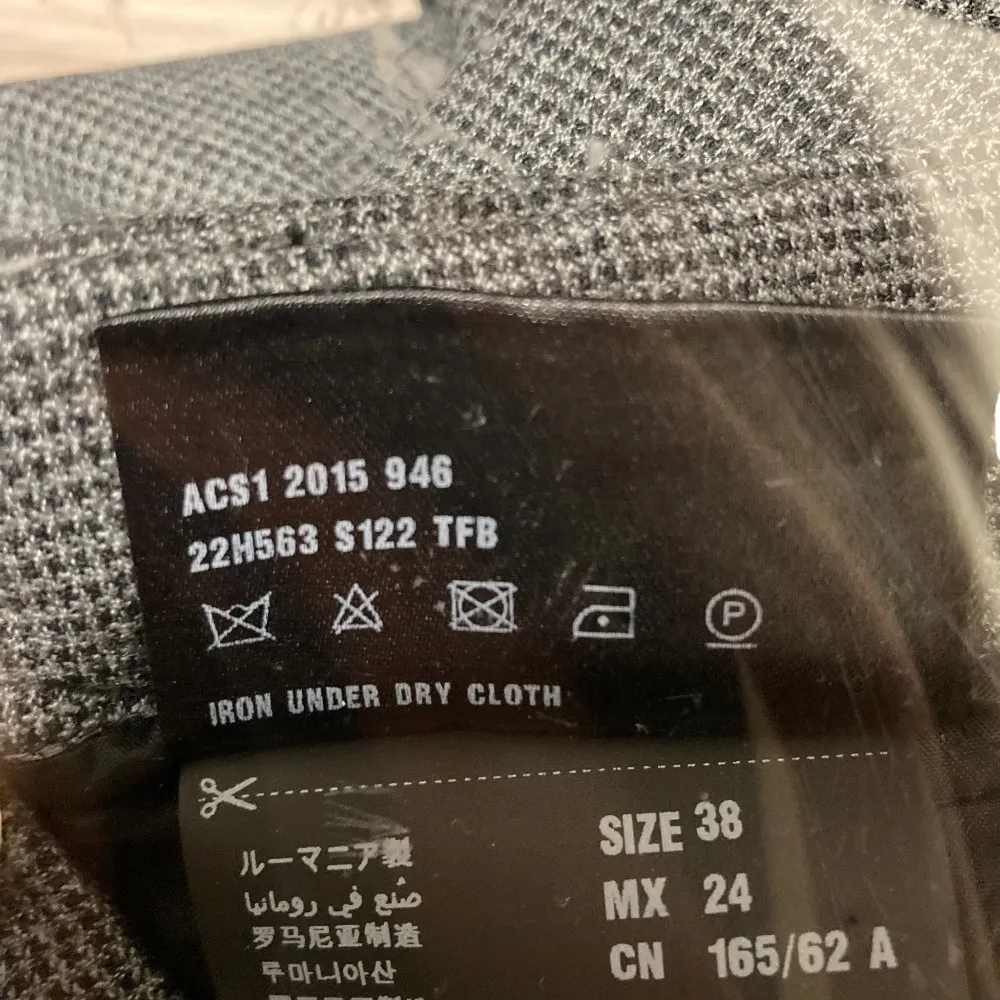 ACS1 2015 946
22H563 S122 TFB
P
IRON UNDER DRY CLOTH
SIZE 38
MX 24
CN 165/62 A
ルーマニア製
صنع في رومانيا
罗马尼亚制造
루마니아산